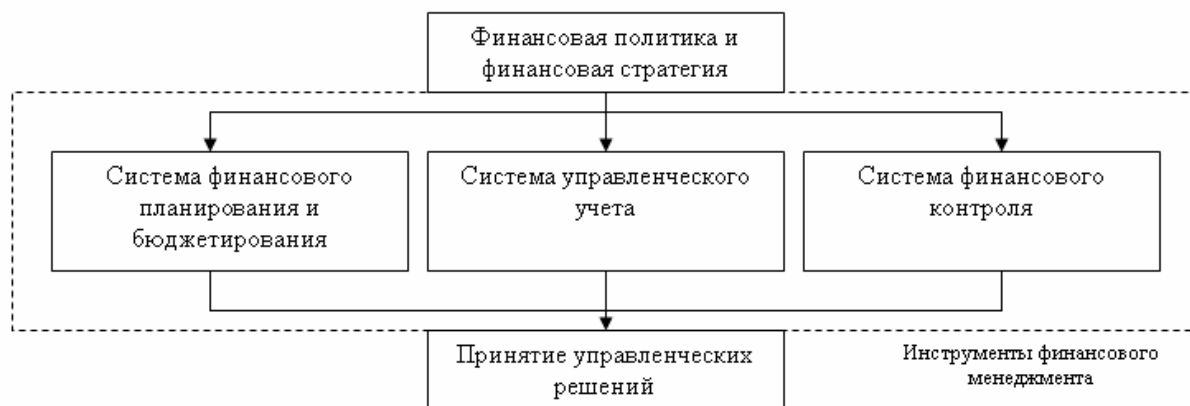 Финансовая политика и
финансовая стратегия
Система финансового
планирования и
бюджетирования
Система управленческого
учета
Система финансового
контроля
Принятие управленческих
решений
Инструменты финансового
менеджмента